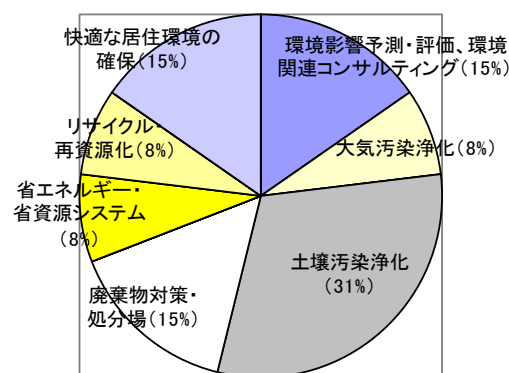 快適な居住環境の
確保(15%)
環境影響予測・評価、環境
関連コンサルティング(15%)
リサイクル・
再資源化(8%)
大気汚染浄化(8%)
省エネルギー・
省資源システム
(8%)
土壌汚染浄化
(31%)
廃棄物対策・
処分場(15%)